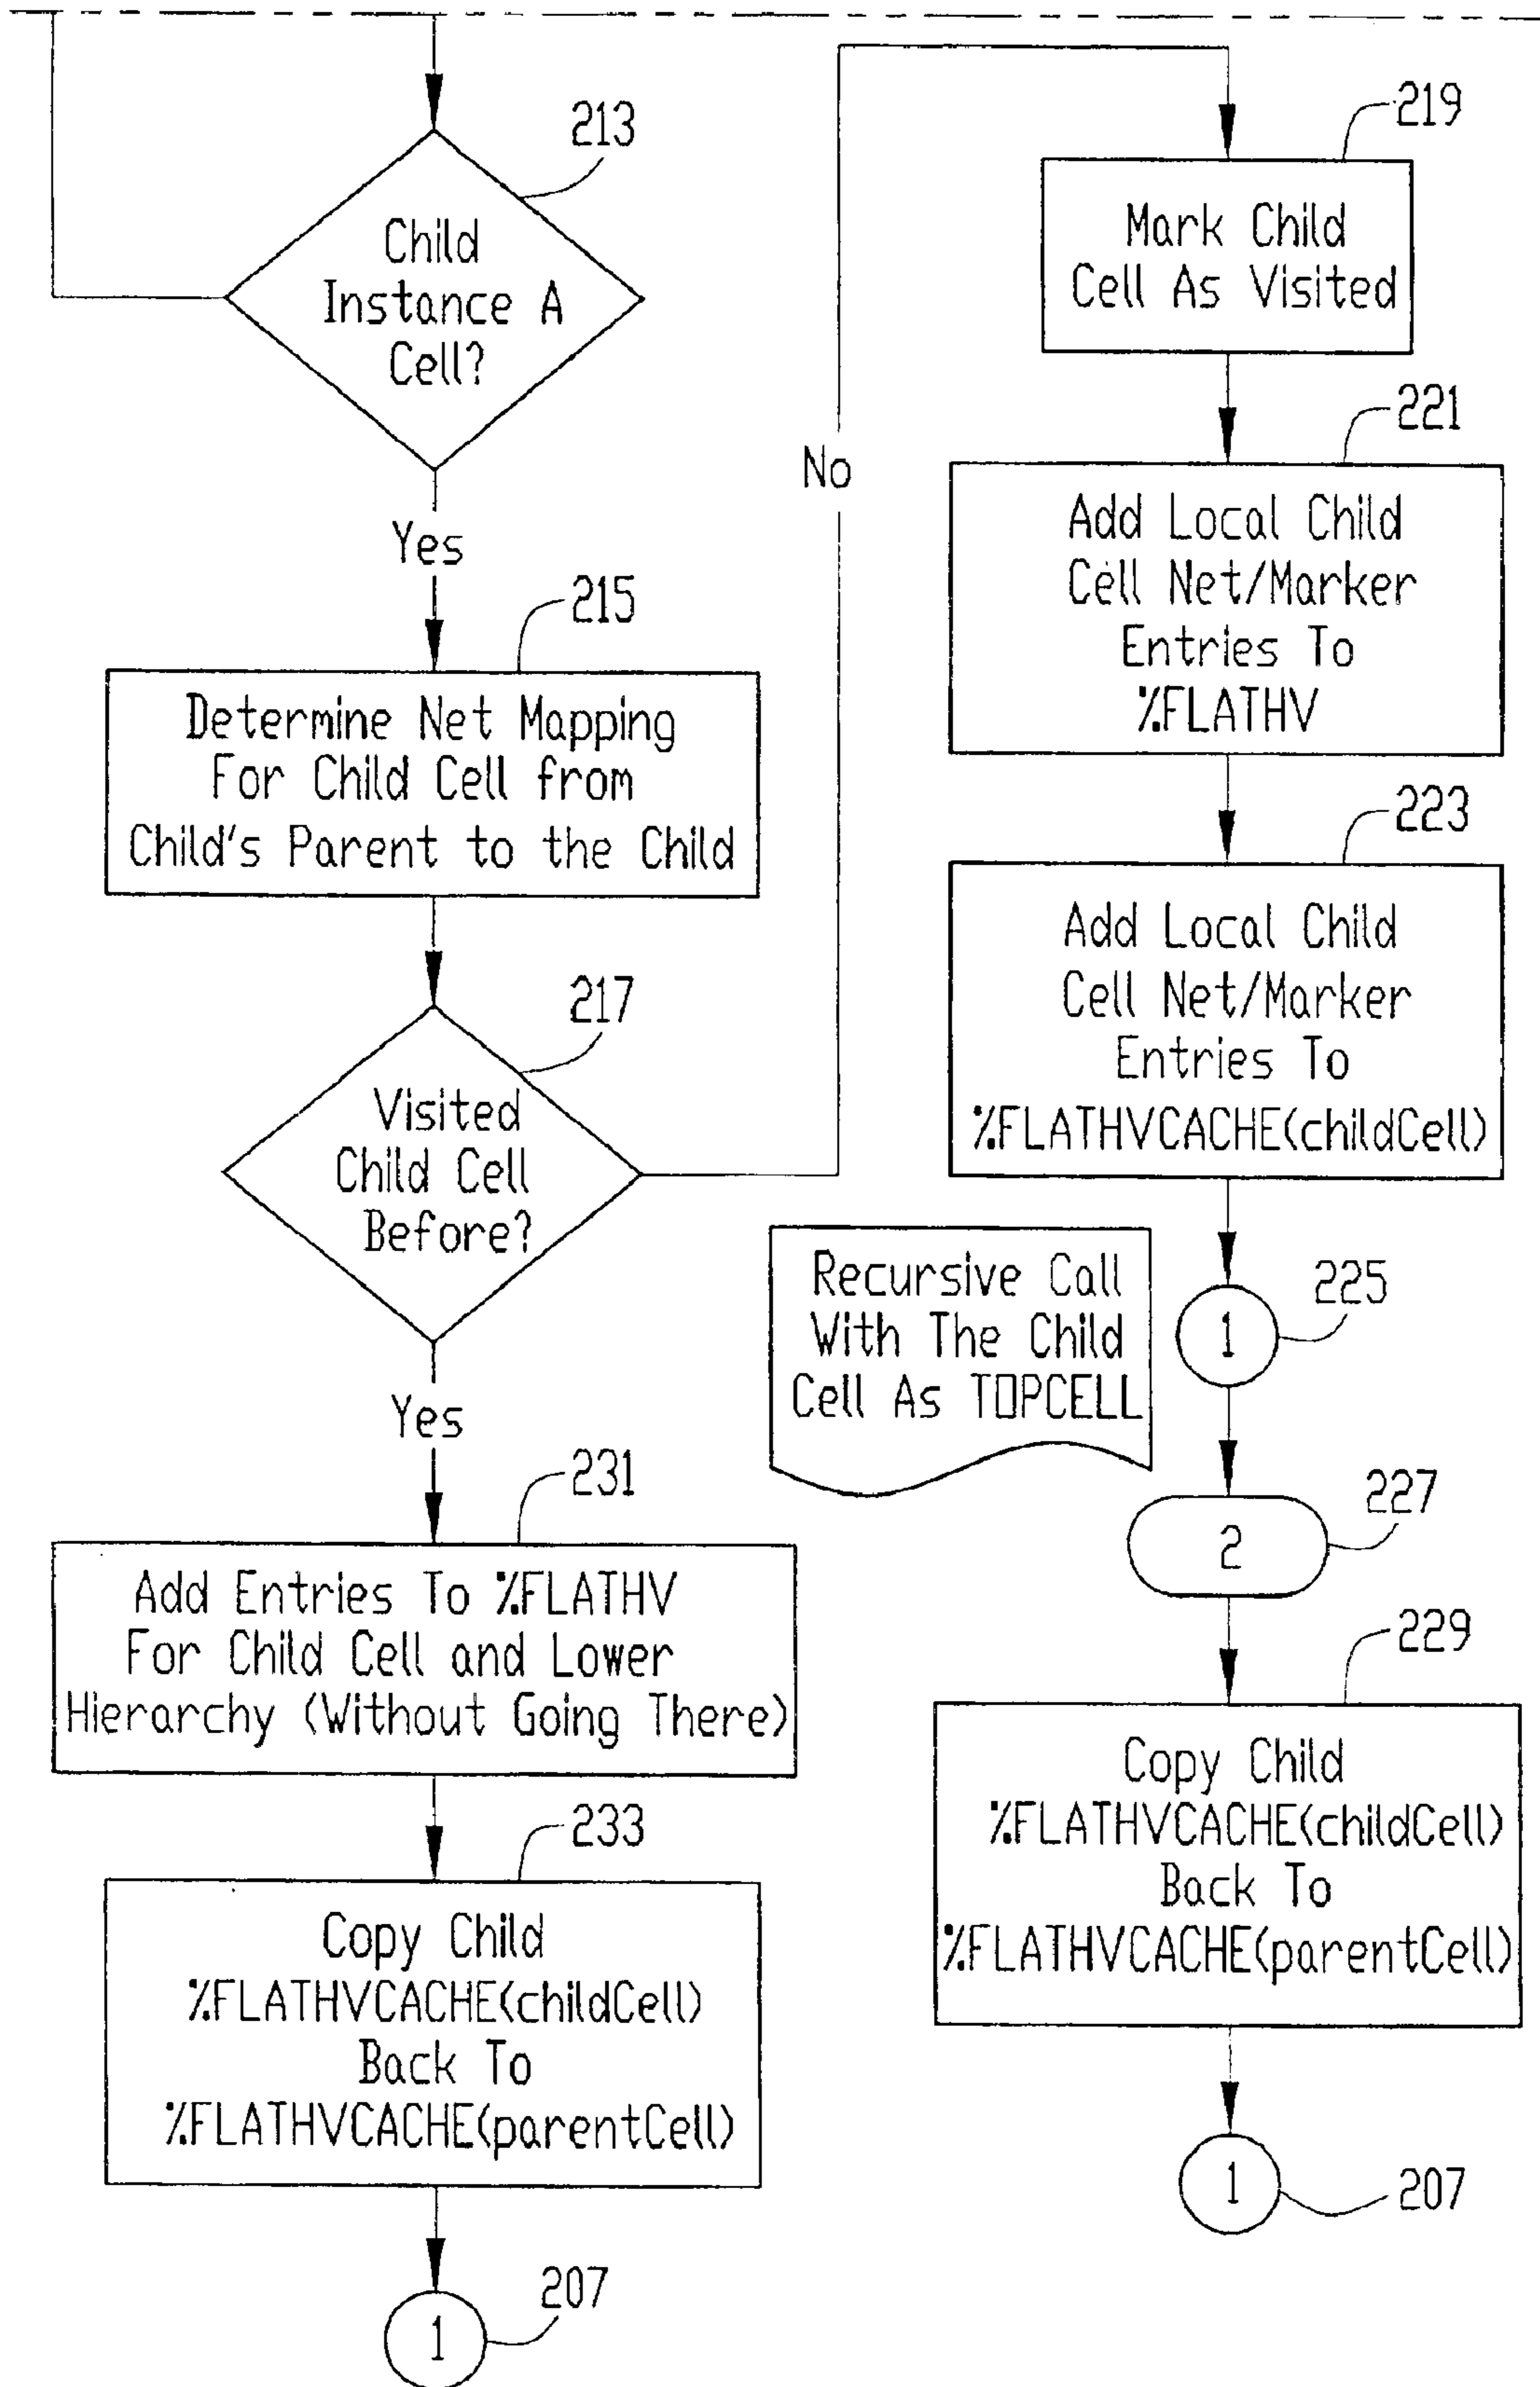 213
Child
Instance A
Cell?
Yes
215
Determine Net Mapping
For Child Cell from
Child's Parent to the Child
217
Visited
Child Cell
Before?
No
Yes
231
Add Entries To %FLATHV
For Child Cell and Lower
Hierarchy (Without Going There)
233
Copy Child
%FLATHVCACHE(childCell)
Back To
%FLATHVCACHE(parentCell)
207
1
219
Mark Child
Cell As Visited
221
Add Local Child
Cell Net/Marker
Entries To
%FLATHV
223
Add Local Child
Cell Net/Marker
Entries To
%FLATHVCACHE(childCell)
Recursive Call
With The Child
Cell As TOPCELL
225
1
227
2
229
Copy Child
%FLATHVCACHE(childCell)
Back To
%FLATHVCACHE(parentCell)
1
207